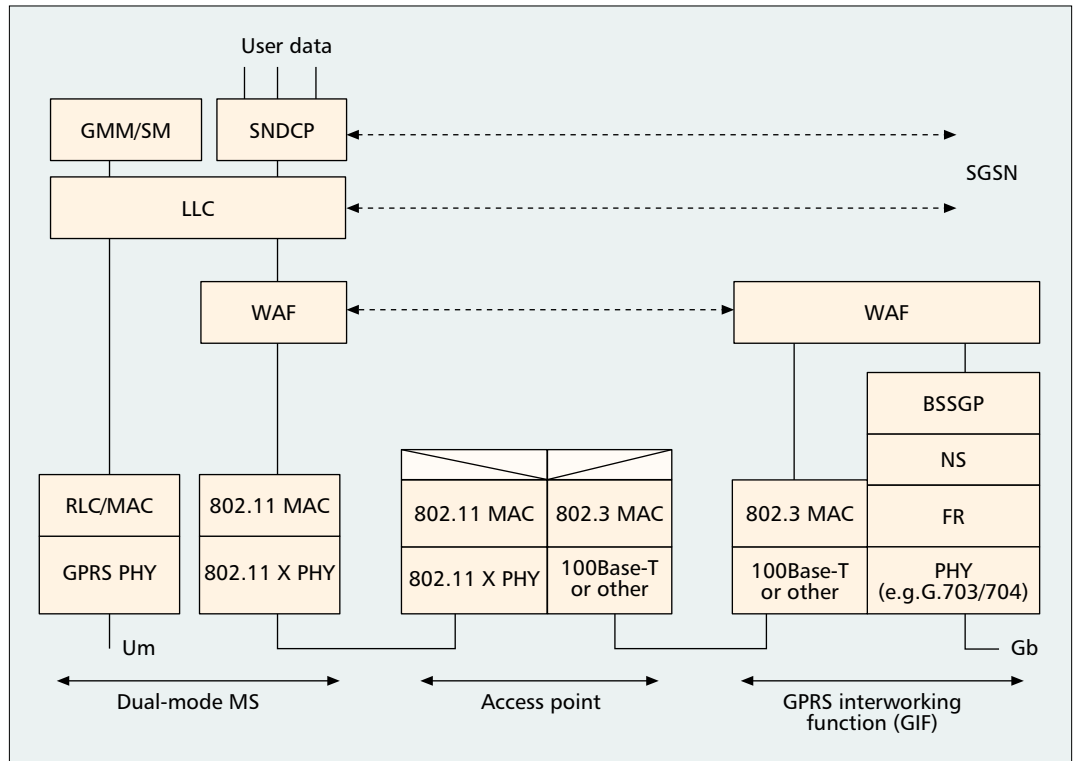 User data
GMM/SM
SNDCP
SGSN
LLC
WAF
WAF
BSSGP
NS
RLC/MAC
802.11 MAC
802.11 MAC
802.3 MAC
802.3 MAC
FR
GPRS PHY
802.11 X PHY
802.11 X PHY
100Base-T
or other
100Base-T
or other
PHY
(e.g.G.703/704)
Um
Gb
Dual-mode MS
Access point
GPRS interworking
function (GIF)